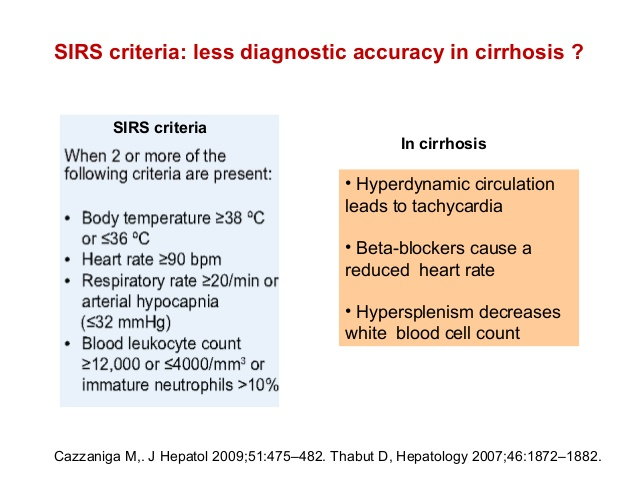 SIRS criteria: less diagnostic accuracy in cirrhosis ?
SIRS criteria
When 2 or more of the
following criteria are present:
• Body temperature ≥38 ºC
or ≤36 ºC
• Heart rate ≥90 bpm
• Respiratory rate ≥20/min or
arterial hypocapnia
(≤32 mmHg)
• Blood leukocyte count
≥12,000 or ≤4000/mm³ or
immature neutrophils >10%
In cirrhosis
• Hyperdynamic circulation
leads to tachycardia
• Beta-blockers cause a
reduced heart rate
• Hypersplenism decreases
white blood cell count
Cazzaniga M,. J Hepatol 2009;51:475–482. Thabut D, Hepatology 2007;46:1872–1882.